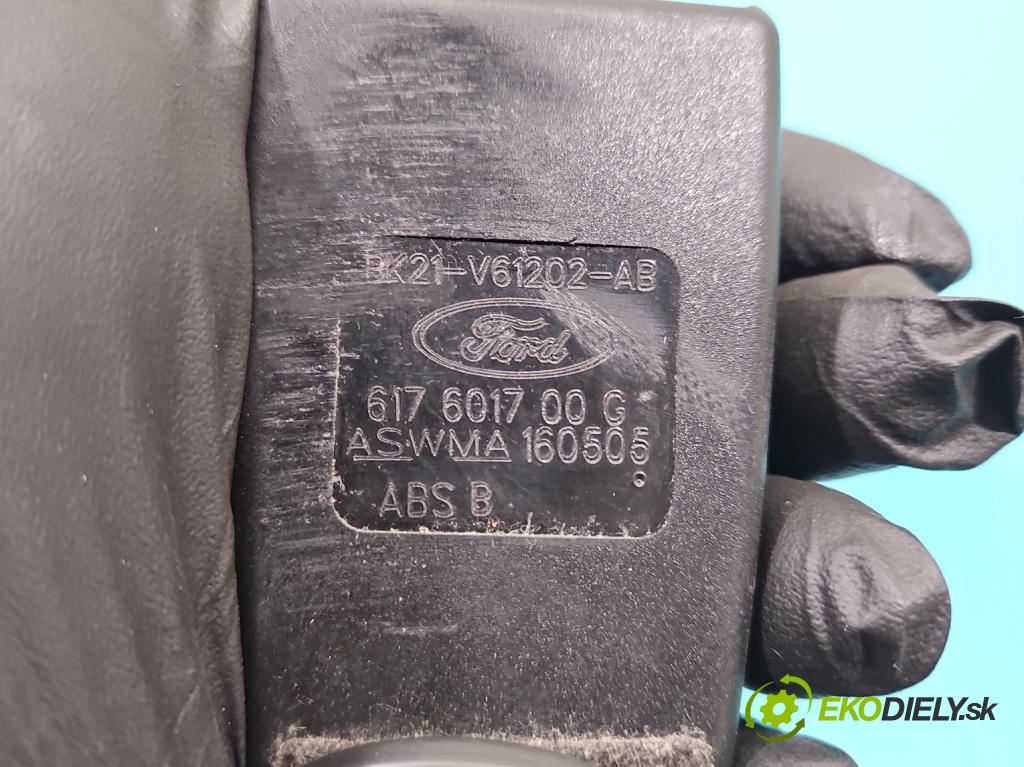 BK21-V61202-AB
Ford
617 6017 00 G
ASWMA 160505
ABS B
EKODIELY.sk